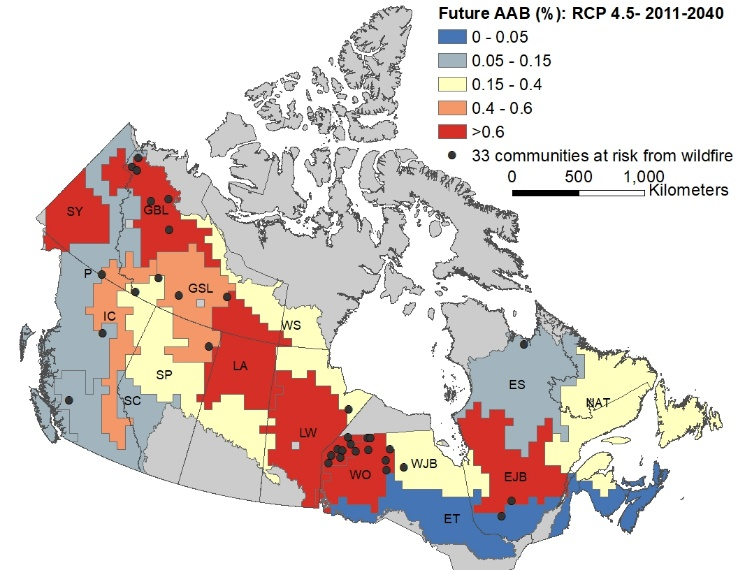 Future AAB (%): RCP 4.5- 2011-2040
0 - 0.05
0.05 - 0.15
0.15 - 0.4
0.4 - 0.6
>0.6
33 communities at risk from wildfire
0 500 1,000
Kilometers
SY
GBL
P
GSL
IC
WS
LA
SP
SC
ES
NAT
LW
WO
WJB
EJB
ET